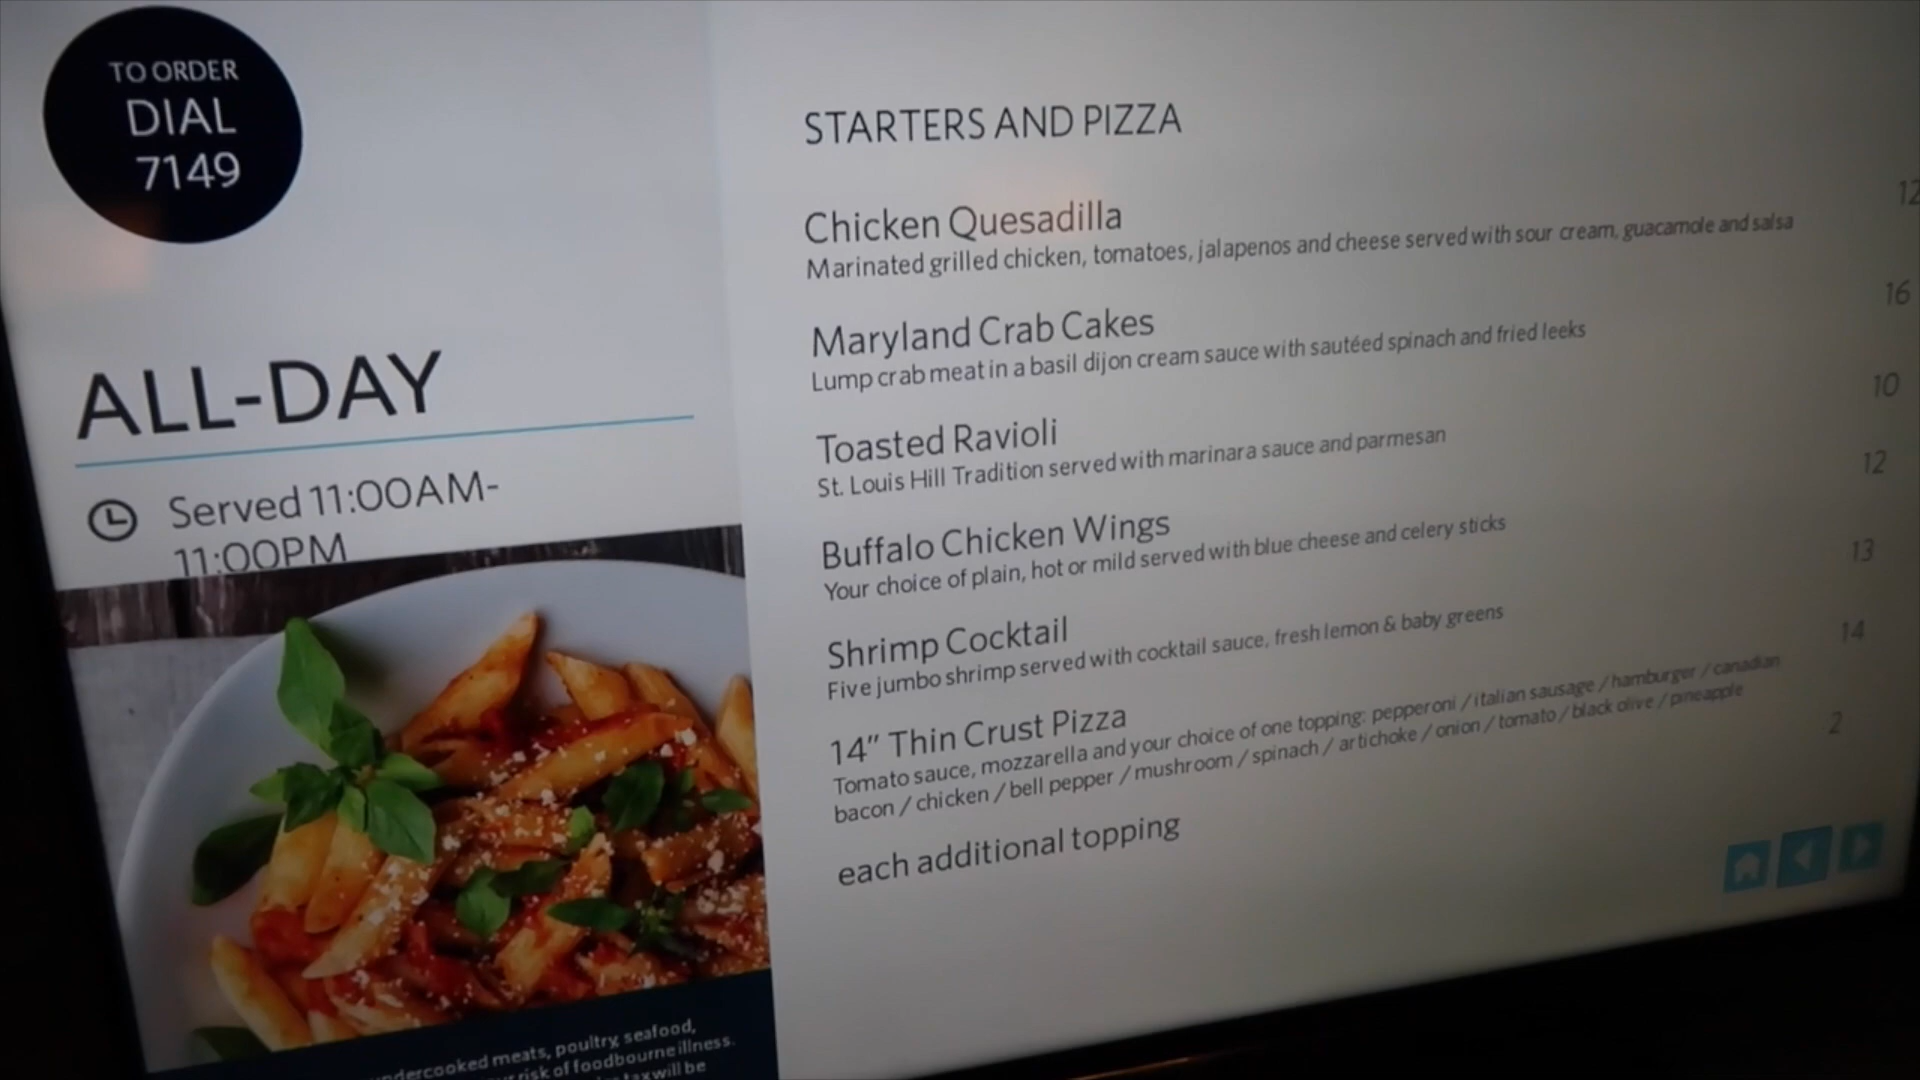 TO ORDER
DIAL
7149
ALL-DAY
Served 11:00AM-
11:00PM
undercooked meats, poultry, seafood,
risk of foodbourne illness.
tax will be
STARTERS AND PIZZA
Chicken Quesadilla 12
Marinated grilled chicken, tomatoes, jalapenos and cheese served with sour cream, guacamole and salsa
Maryland Crab Cakes 16
Lump crab meat in a basil dijon cream sauce with sautéed spinach and fried leeks
Toasted Ravioli 10
St. Louis Hill Tradition served with marinara sauce and parmesan
Buffalo Chicken Wings 12
Your choice of plain, hot or mild served with blue cheese and celery sticks
Shrimp Cocktail 13
Five jumbo shrimp served with cocktail sauce, fresh lemon & baby greens
14" Thin Crust Pizza 14
Tomato sauce, mozzarella and your choice of one topping: pepperoni / italian sausage / hamburger / canadian
bacon / chicken / bell pepper / mushroom / spinach / artichoke / onion / tomato / black olive / pineapple
each additional topping 2